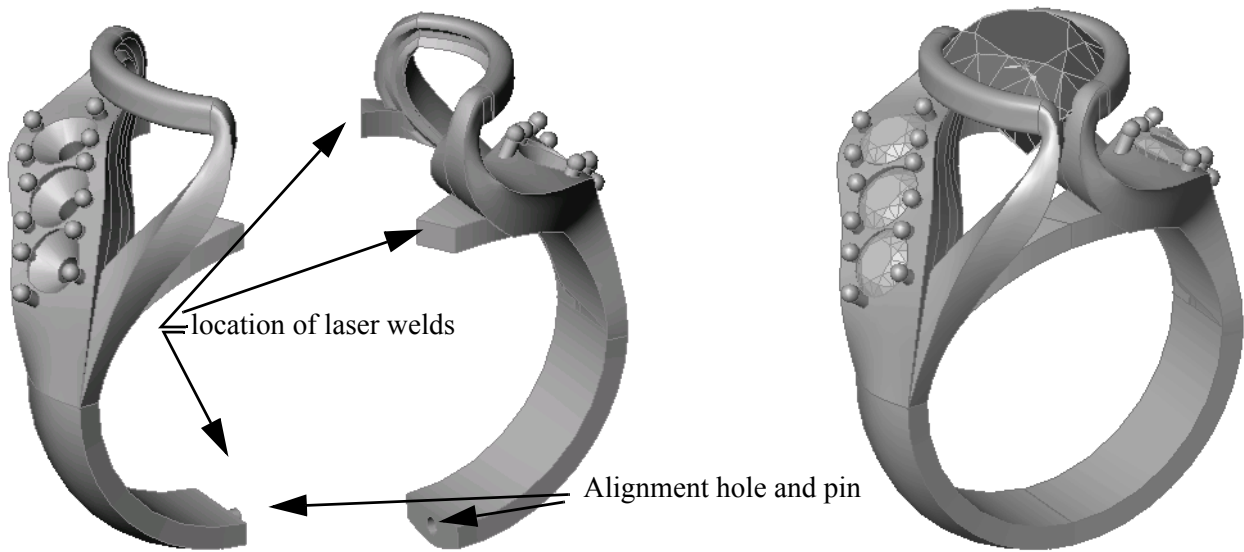 location of laser welds
Alignment hole and pin